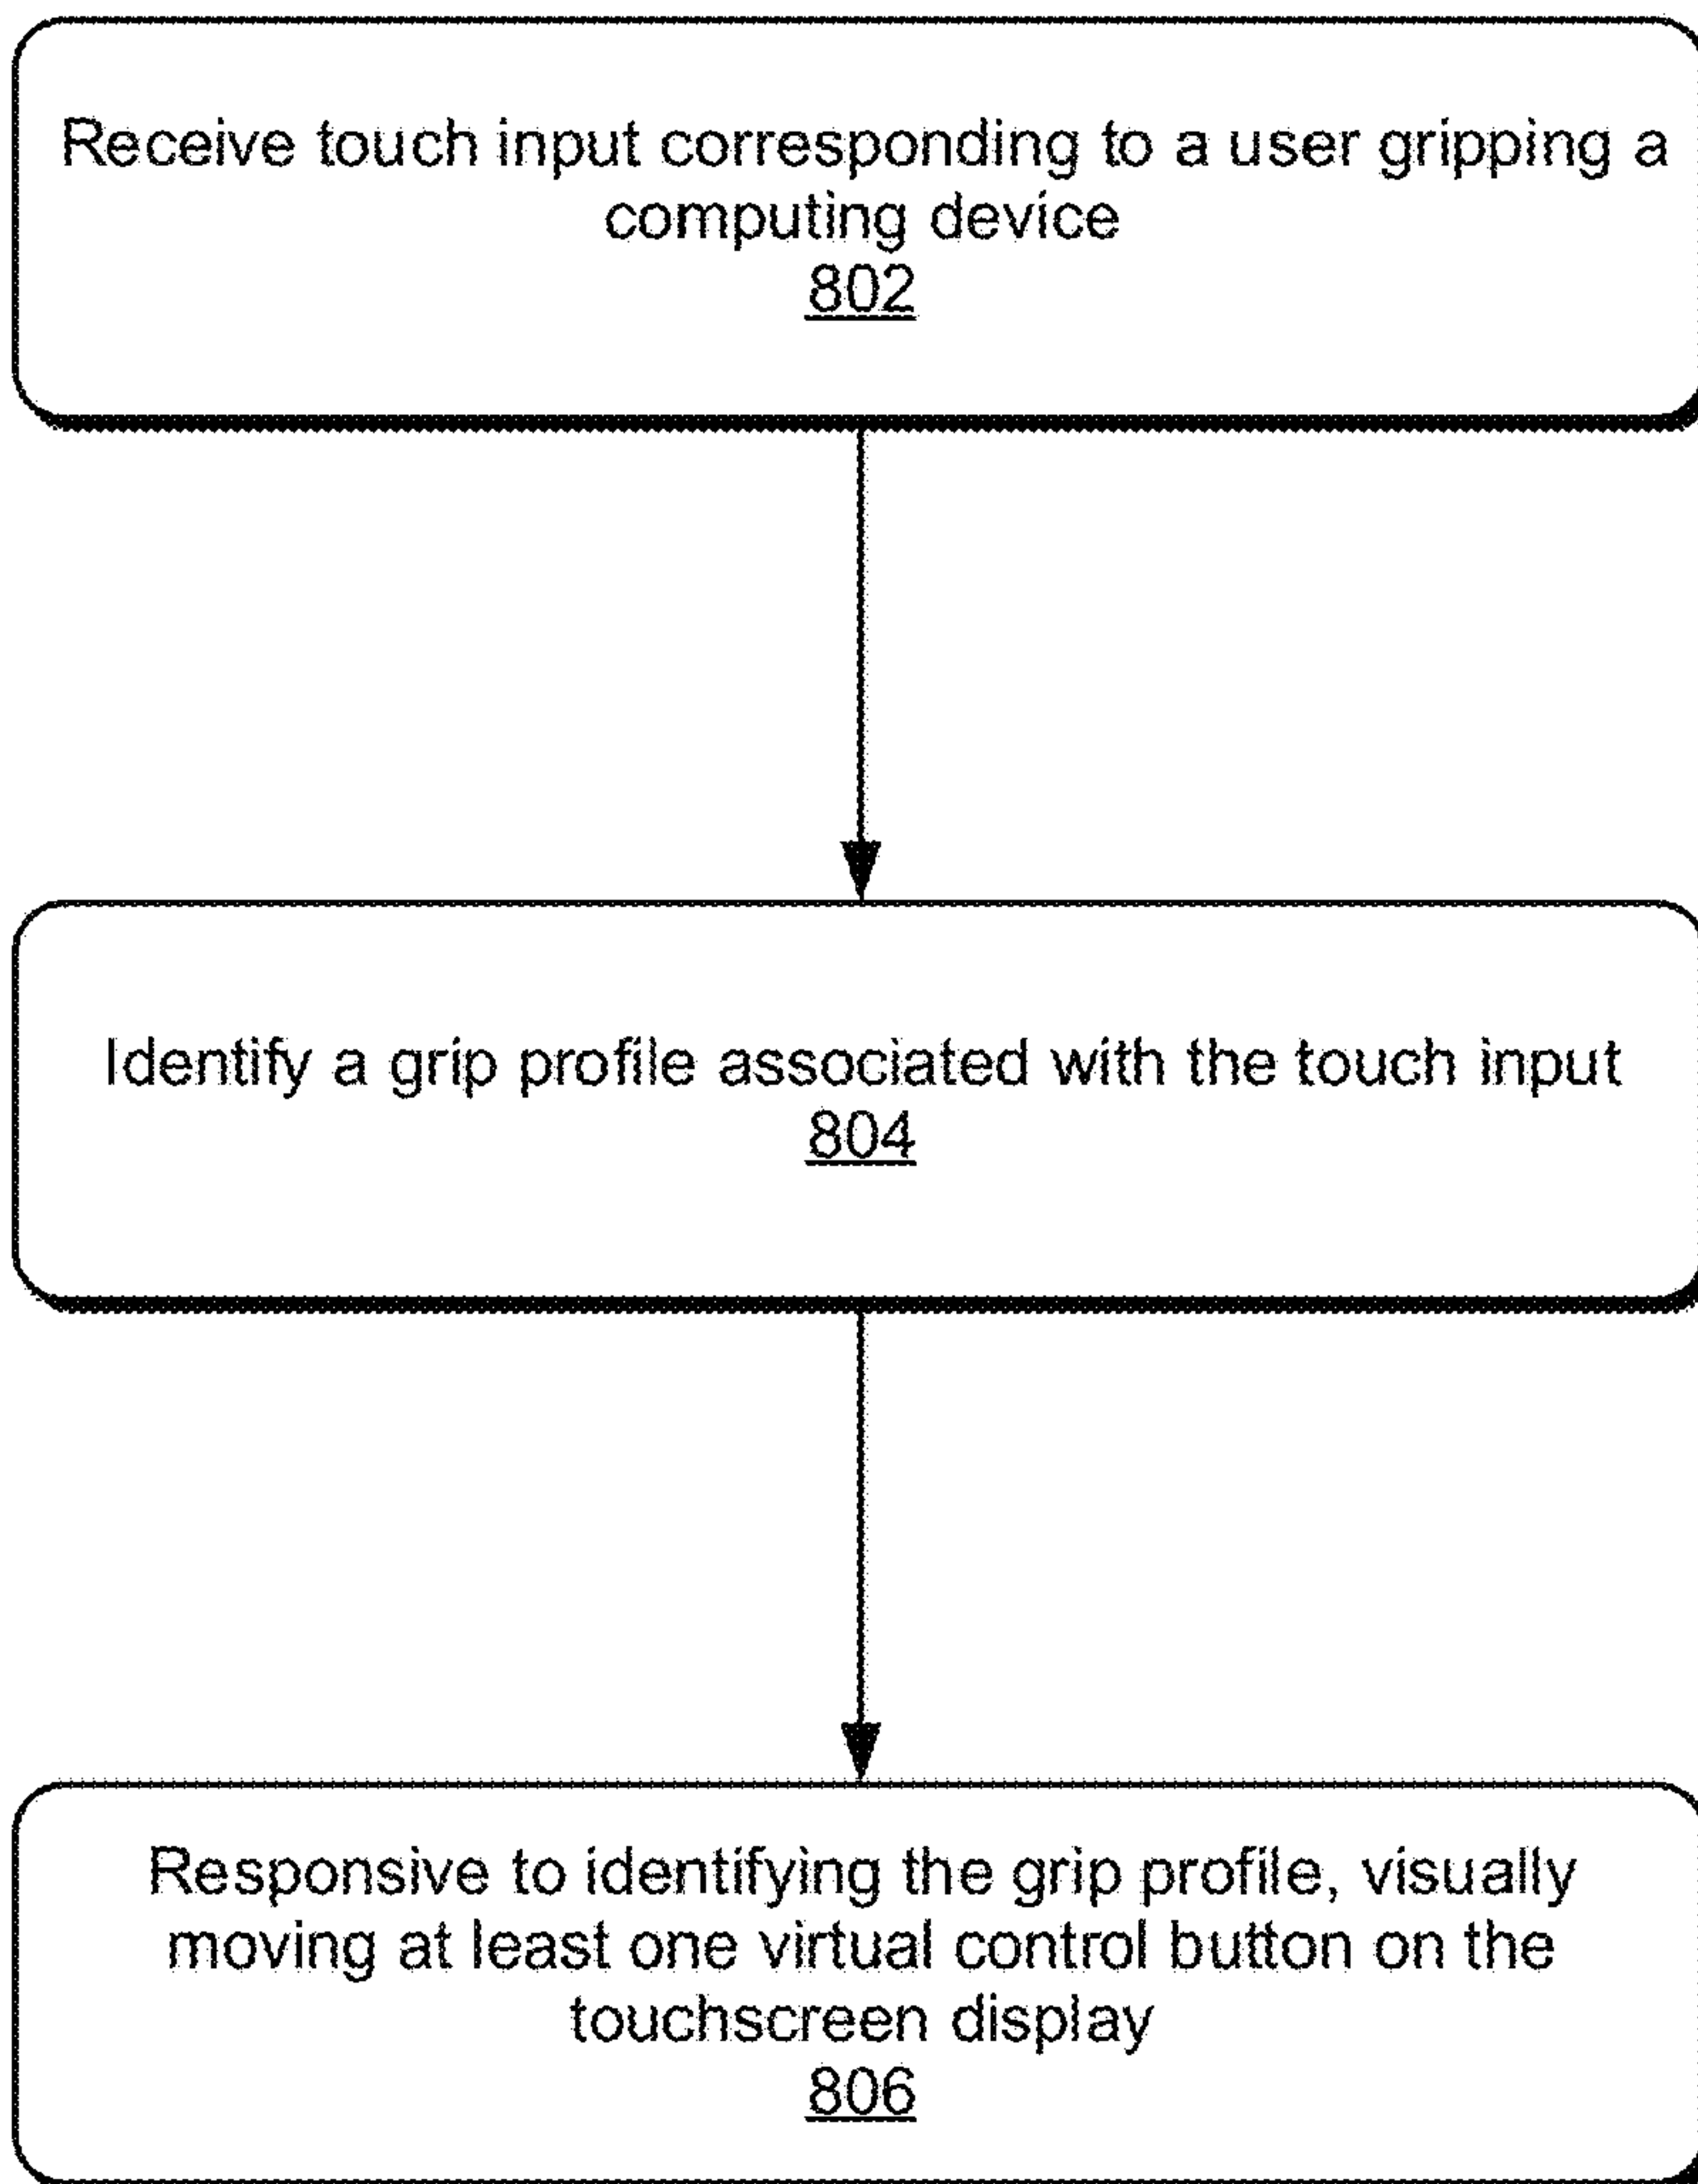 Receive touch input corresponding to a user gripping a
computing device
802
Identify a grip profile associated with the touch input
804
Responsive to identifying the grip profile, visually
moving at least one virtual control button on the
touchscreen display
806